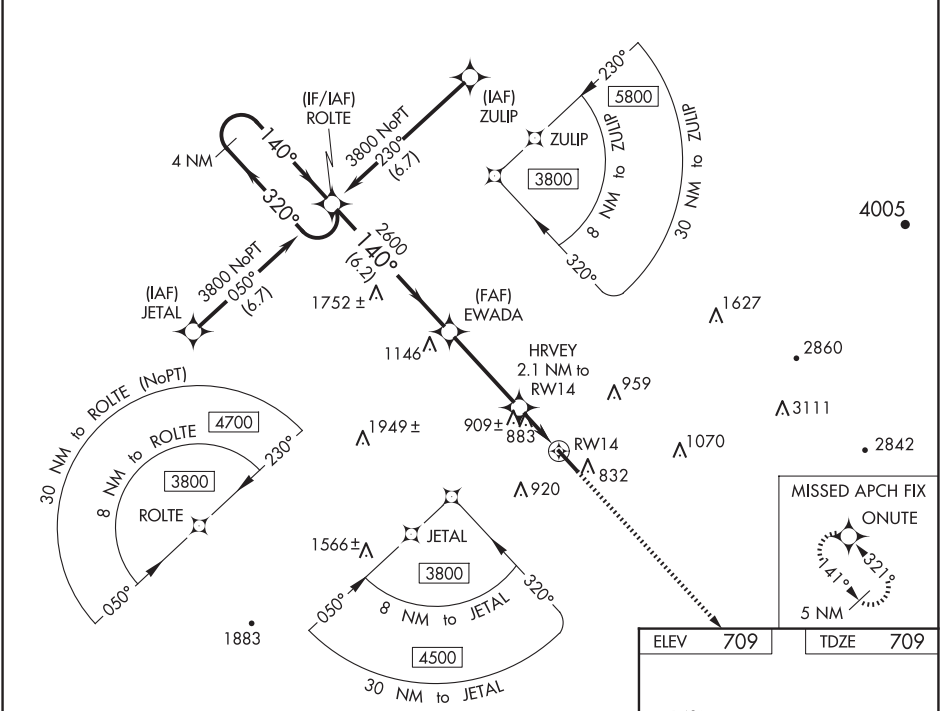 (IF/IAF)
ROLTE
(IAF)
ZULIP
3800 NoPT
230°
(6.7)
140°
4 NM
320°
3800 NoPT
050°
(6.7)
(IAF)
JETAL
2600
140°
(6.2)
1752 ±
(FAF)
EWADA
1146
HRVEY
2.1 NM to
RW14
909±
883
RW14
832
920
959
1070
1627
2860
3111
2842
4005
1949 ±
1566 ±
1883
230°
5800
ZULIP
3800
8 NM to ZULIP
30 NM to ZULIP
320°
30 NM to ROLTE (NoPT)
4700
8 NM to ROLTE
230°
3800
ROLTE
050°
JETAL
3800
050°
320°
8 NM to JETAL
4500
30 NM to JETAL
MISSED APCH FIX
ONUTE
321°
141°
5 NM
ELEV 709
TDZE 709